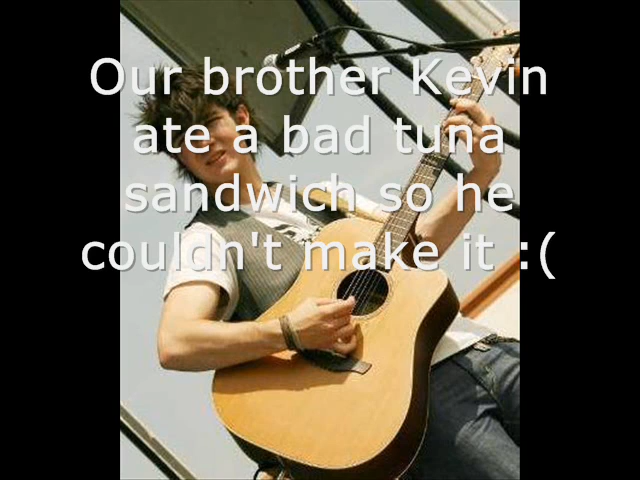 Our brother Kevin
ate a bad tuna
sandwich so he
couldn't make it :(